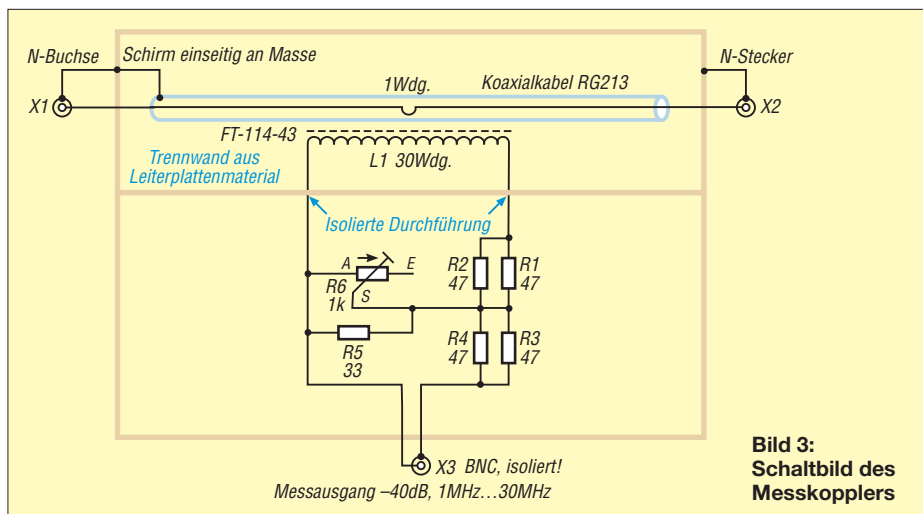 N-Buchse
Schirm einseitig an Masse
N-Stecker
1Wdg.
Koaxialkabel RG213
X1
X2
FT-114-43
L1 30Wdg.
Trennwand aus
Leiterplattenmaterial
Isolierte Durchführung
A
E
R6
1k
S
R2
47
R1
47
R5
33
R4
47
R3
47
X3 BNC, isoliert!
Messausgang –40dB, 1MHz...30MHz
Bild 3:
Schaltbild des
Messkopplers